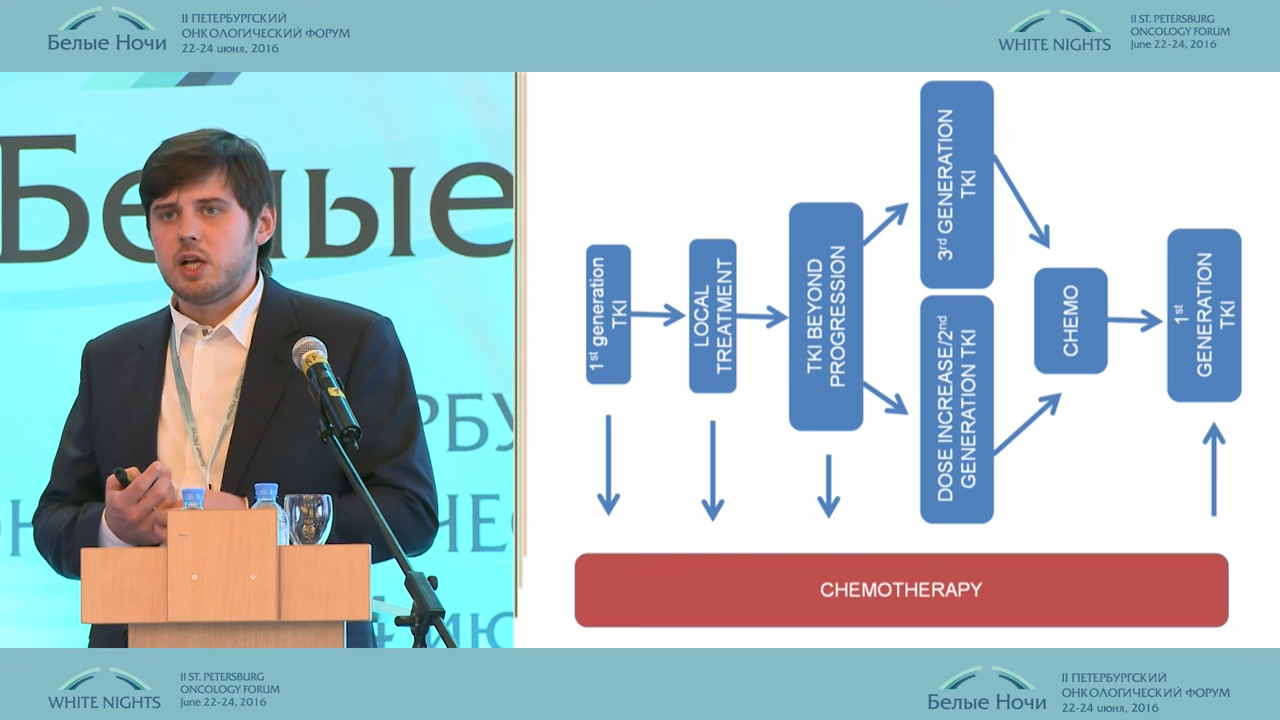 Белые Ночи
II ПЕТЕРБУРГСКИЙ
ОНКОЛОГИЧЕСКИЙ ФОРУМ
22-24 июня, 2016
WHITE NIGHTS
II ST. PETERSBURG
ONCOLOGY FORUM
June 22-24, 2016
Белые
РБУ
ЧЕ
ию
1st generation
TKI
LOCAL
TREATMENT
TKI BEYOND
PROGRESSION
3rd GENERATION
TKI
DOSE INCREASE/2nd
GENERATION TKI
CHEMO
1st
GENERATION
TKI
CHEMOTHERAPY
WHITE NIGHTS
II ST. PETERSBURG
ONCOLOGY FORUM
June 22-24, 2016
Белые Ночи
II ПЕТЕРБУРГСКИЙ
ОНКОЛОГИЧЕСКИЙ ФОРУМ
22-24 июня, 2016